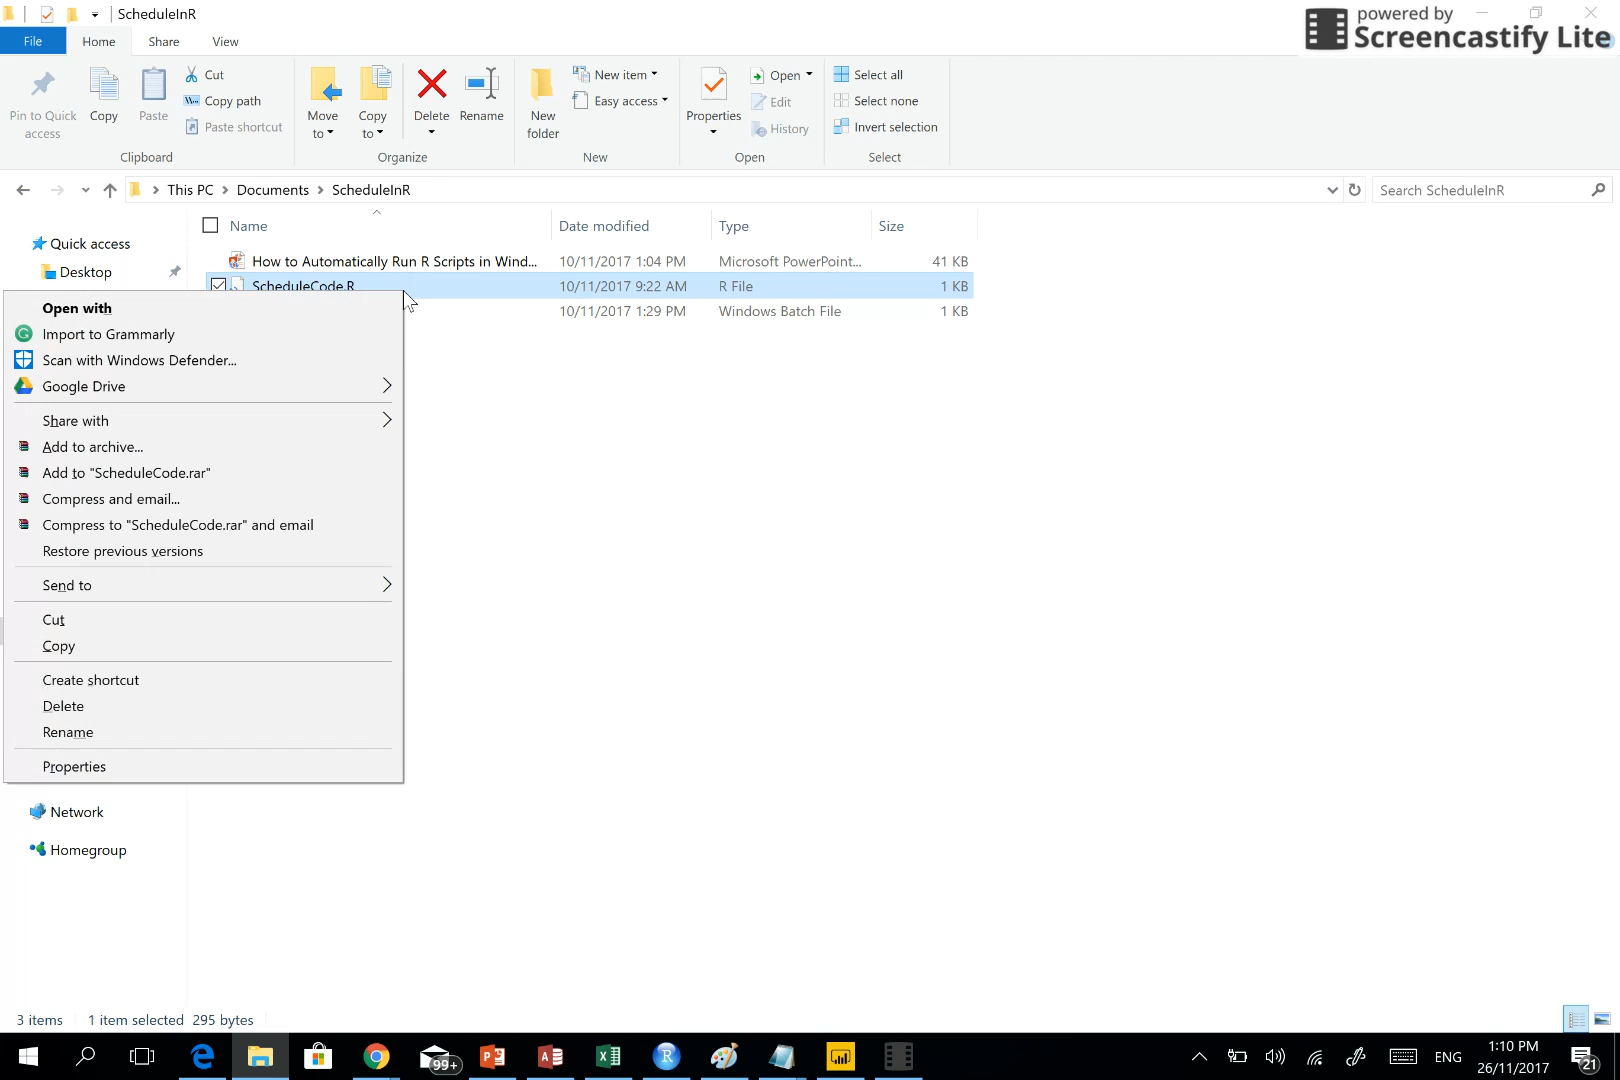 ScheduleInR
powered by
Screencastify Lite
File Home Share View
Pin to Quick access
Copy
Paste
Cut
Copy path
Paste shortcut
Clipboard
Move to
Copy to
Delete
Rename
Organize
New folder
New item
Easy access
New
Properties
Open
Edit
History
Open
Select all
Select none
Invert selection
Select
This PC Documents ScheduleInR
Search ScheduleInR
Name Date modified Type Size
Quick access
Desktop
How to Automatically Run R Scripts in Wind... 10/11/2017 1:04 PM Microsoft PowerPoint... 41 KB
ScheduleCode.R 10/11/2017 9:22 AM R File 1 KB
10/11/2017 1:29 PM Windows Batch File 1 KB
Open with
Import to Grammarly
Scan with Windows Defender...
Google Drive
Share with
Add to archive...
Add to "ScheduleCode.rar"
Compress and email...
Compress to "ScheduleCode.rar" and email
Restore previous versions
Send to
Cut
Copy
Create shortcut
Delete
Rename
Properties
Network
Homegroup
3 items 1 item selected 295 bytes
99+
ENG
1:10 PM
26/11/2017
21